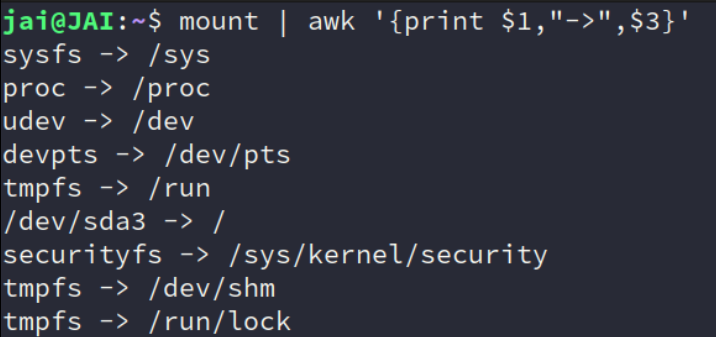 jai@JAI:~$ mount | awk '{print $1,"->",$3}'
sysfs -> /sys
proc -> /proc
udev -> /dev
devpts -> /dev/pts
tmpfs -> /run
/dev/sda3 -> /
securityfs -> /sys/kernel/security
tmpfs -> /dev/shm
tmpfs -> /run/lock